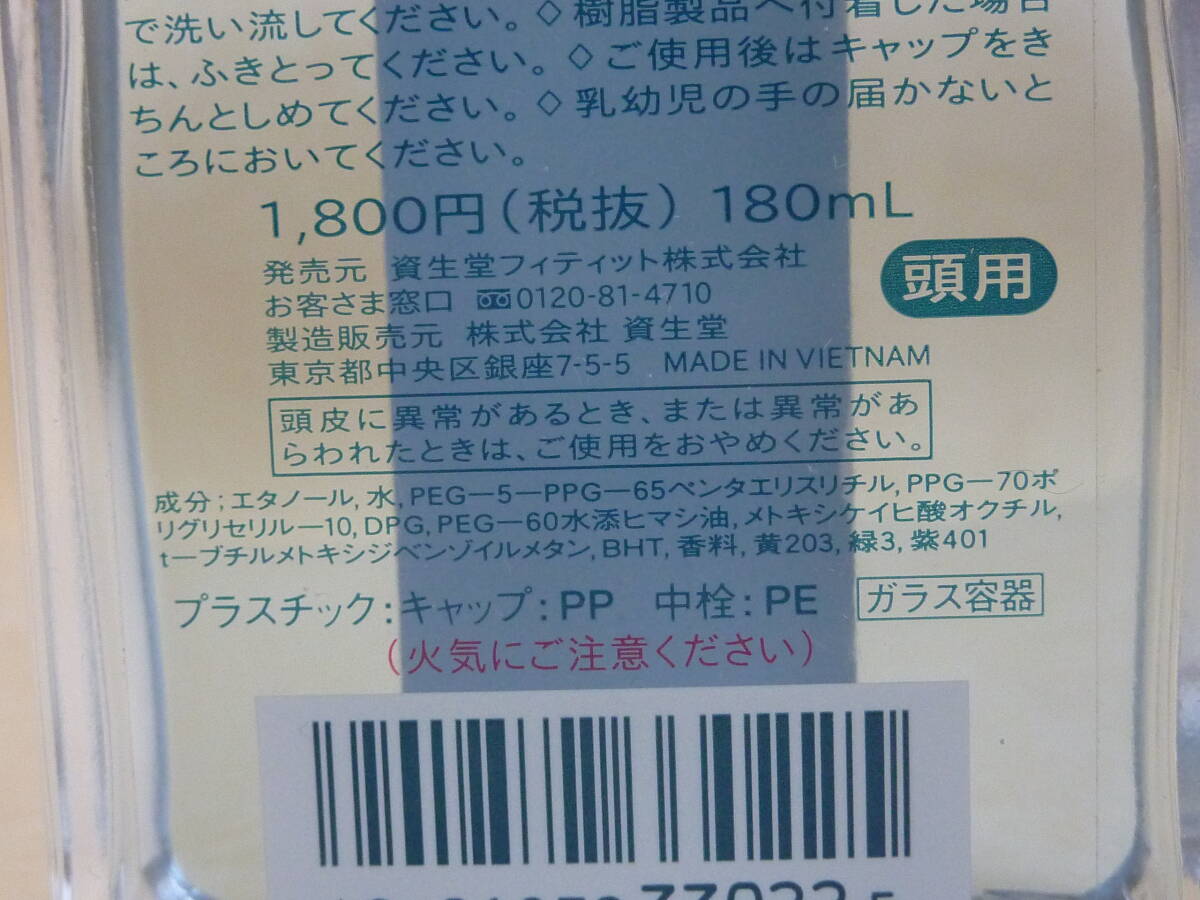 で洗い流してください。◇樹脂製品へ付着した場合
は、ふきとってください。◇ご使用後はキャップをき
ちんとしめてください。◇乳幼児の手の届かないと
ころにおいてください。
1,800円(税抜) 180mL
発売元 資生堂フィティット株式会社
お客さま窓口 0120-81-4710
頭用
製造販売元 株式会社 資生堂
東京都中央区銀座7-5-5 MADE IN VIETNAM
頭皮に異常があるとき、または異常があ
らわれたときは、ご使用をおやめください。
成分;エタノール,水,PEG-5-PPG-65ペンタエリスリチル,PPG-70ポ
リグリセリル-10,DPG,PEG-60水添ヒマシ油,メトキシケイヒ酸オクチル,
t-ブチルメトキシジベンゾイルメタン,BHT,香料,黄203,緑3,紫401
プラスチック:キャップ:PP 中栓:PE ガラス容器
(火気にご注意ください)